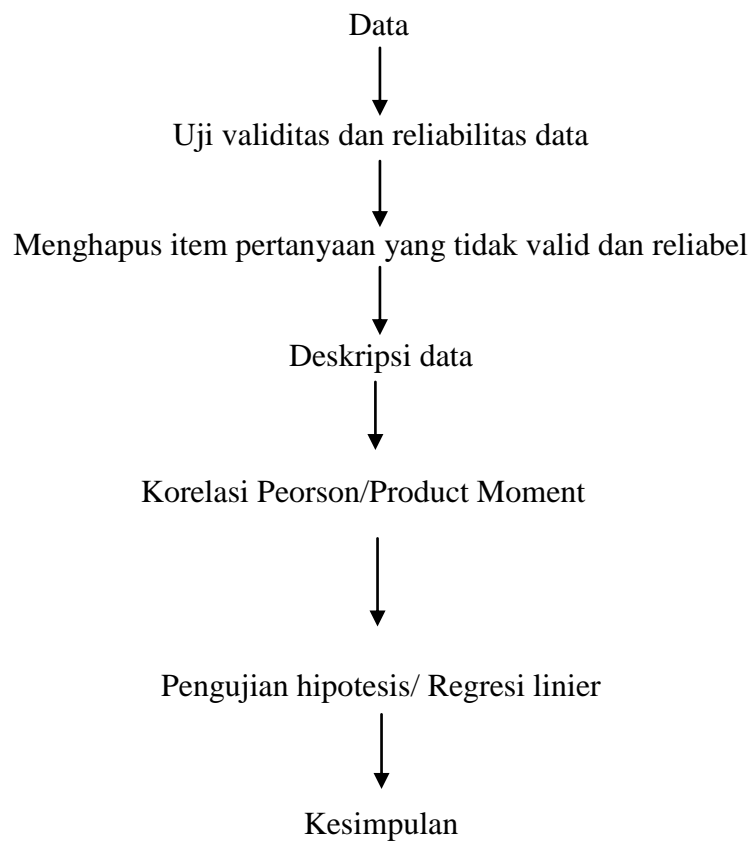 Data
Uji validitas dan reliabilitas data
Menghapus item pertanyaan yang tidak valid dan reliabel
Deskripsi data
Korelasi Peorson/Product Moment
Pengujian hipotesis/ Regresi linier
Kesimpulan